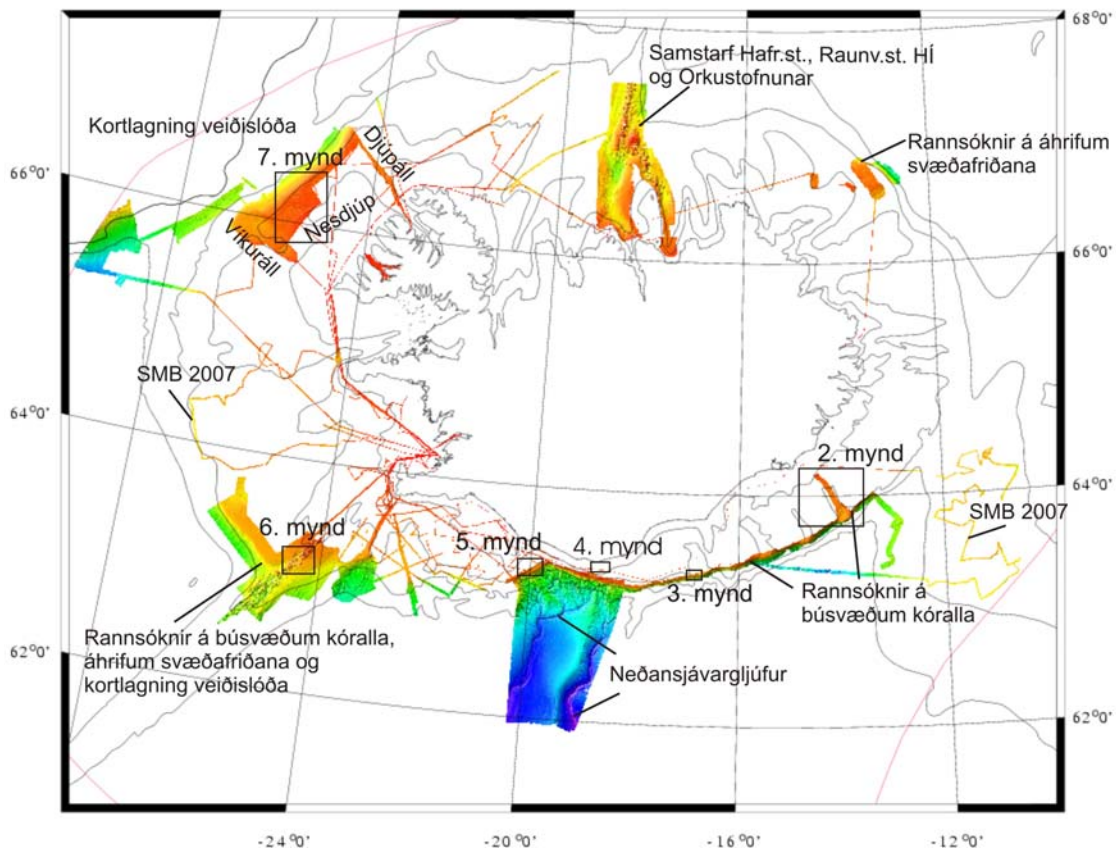 68°0'
Samstarf Hafr.st., Raunv.st. HÍ
og Orkustofnunar
Kortlagning veiðislóða
Djúpáll
Rannsóknir á áhrifum
svæðafriðana
7. mynd
66°0'
Nesdjúp
Víkuráll
66°0'
SMB 2007
64°0'
2. mynd
64°0'
SMB 2007
6. mynd
5. mynd
4. mynd
3. mynd
Rannsóknir á
búsvæðum kóralla
Rannsóknir á búsvæðum kóralla,
áhrifum svæðafriðana og
kortlagning veiðislóða
62°0'
Neðansjávargljúfur
62°0'
-24°0'
-20°0'
-16°0'
-12°0'